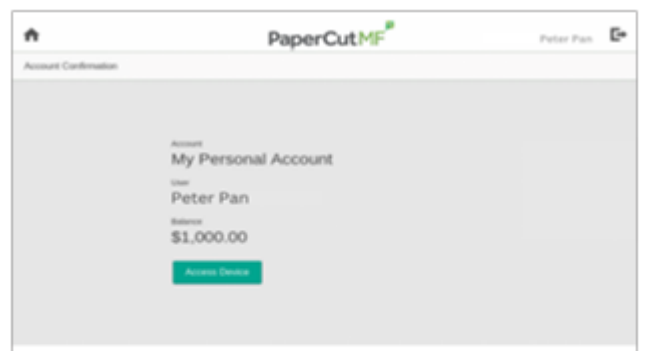 PaperCutMF
Peter Pan
Account Confirmation
Account
My Personal Account
User
Peter Pan
Balance
$1,000.00
Access Device